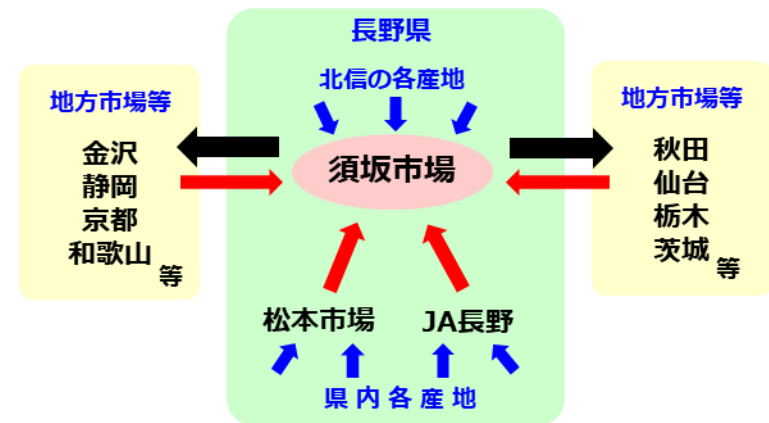 長野県
北信の各産地
須坂市場
地方市場等
金沢
静岡
京都
和歌山
等
地方市場等
秋田
仙台
栃木
茨城
等
松本市場
JA長野
県内各産地